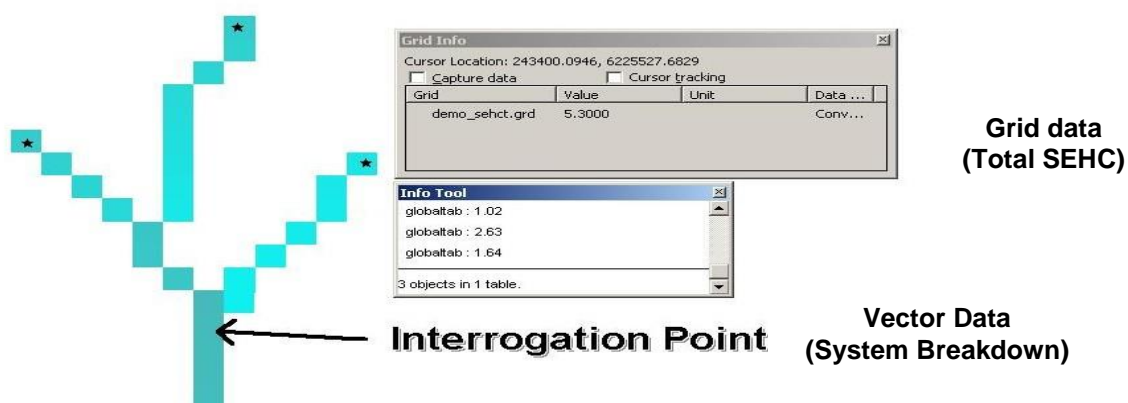 Grid Info
Cursor Location: 243400.0946, 6225527.6829
Capture data Cursor tracking
Grid Value Unit Data ...
demo_sehct.grd 5.3000 Conv...
Grid data
(Total SEHC)
Info Tool
globaltab : 1.02
globaltab : 2.63
globaltab : 1.64
3 objects in 1 table.
Interrogation Point
Vector Data
(System Breakdown)